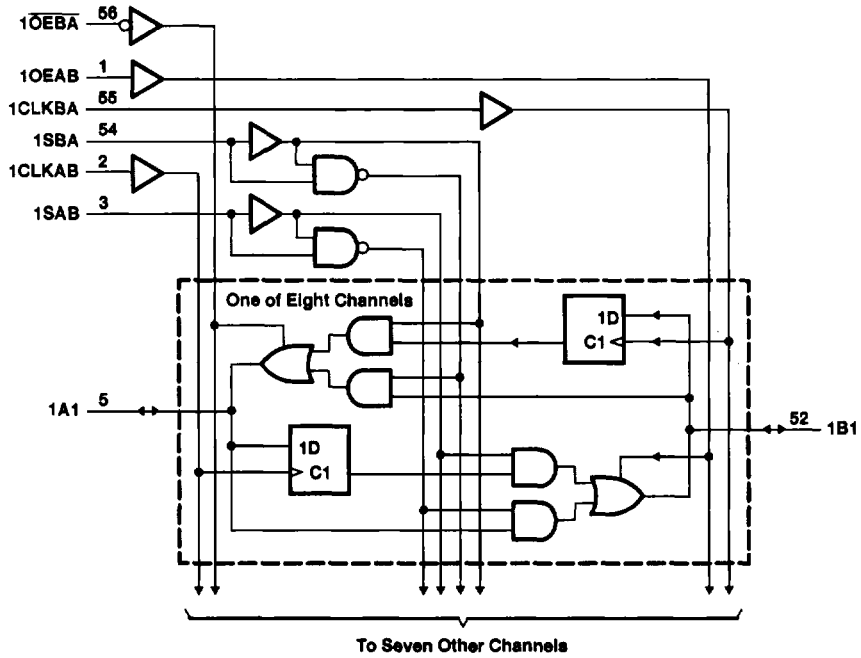 1O̅E̅B̅A̅ 56
1OEAB 1
1CLKBA 55
1SBA 54
1CLKAB 2
1SAB 3
One of Eight Channels
1D
C1
1A1 5
52 1B1
1D
C1
To Seven Other Channels